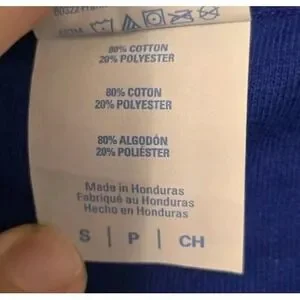 80% COTTON
20% POLYESTER
80% COTON
20% POLYESTER
80% ALGODÓN
20% POLIÉSTER
Made in Honduras
Fabriqué au Honduras
Hecho en Honduras
S | P | CH